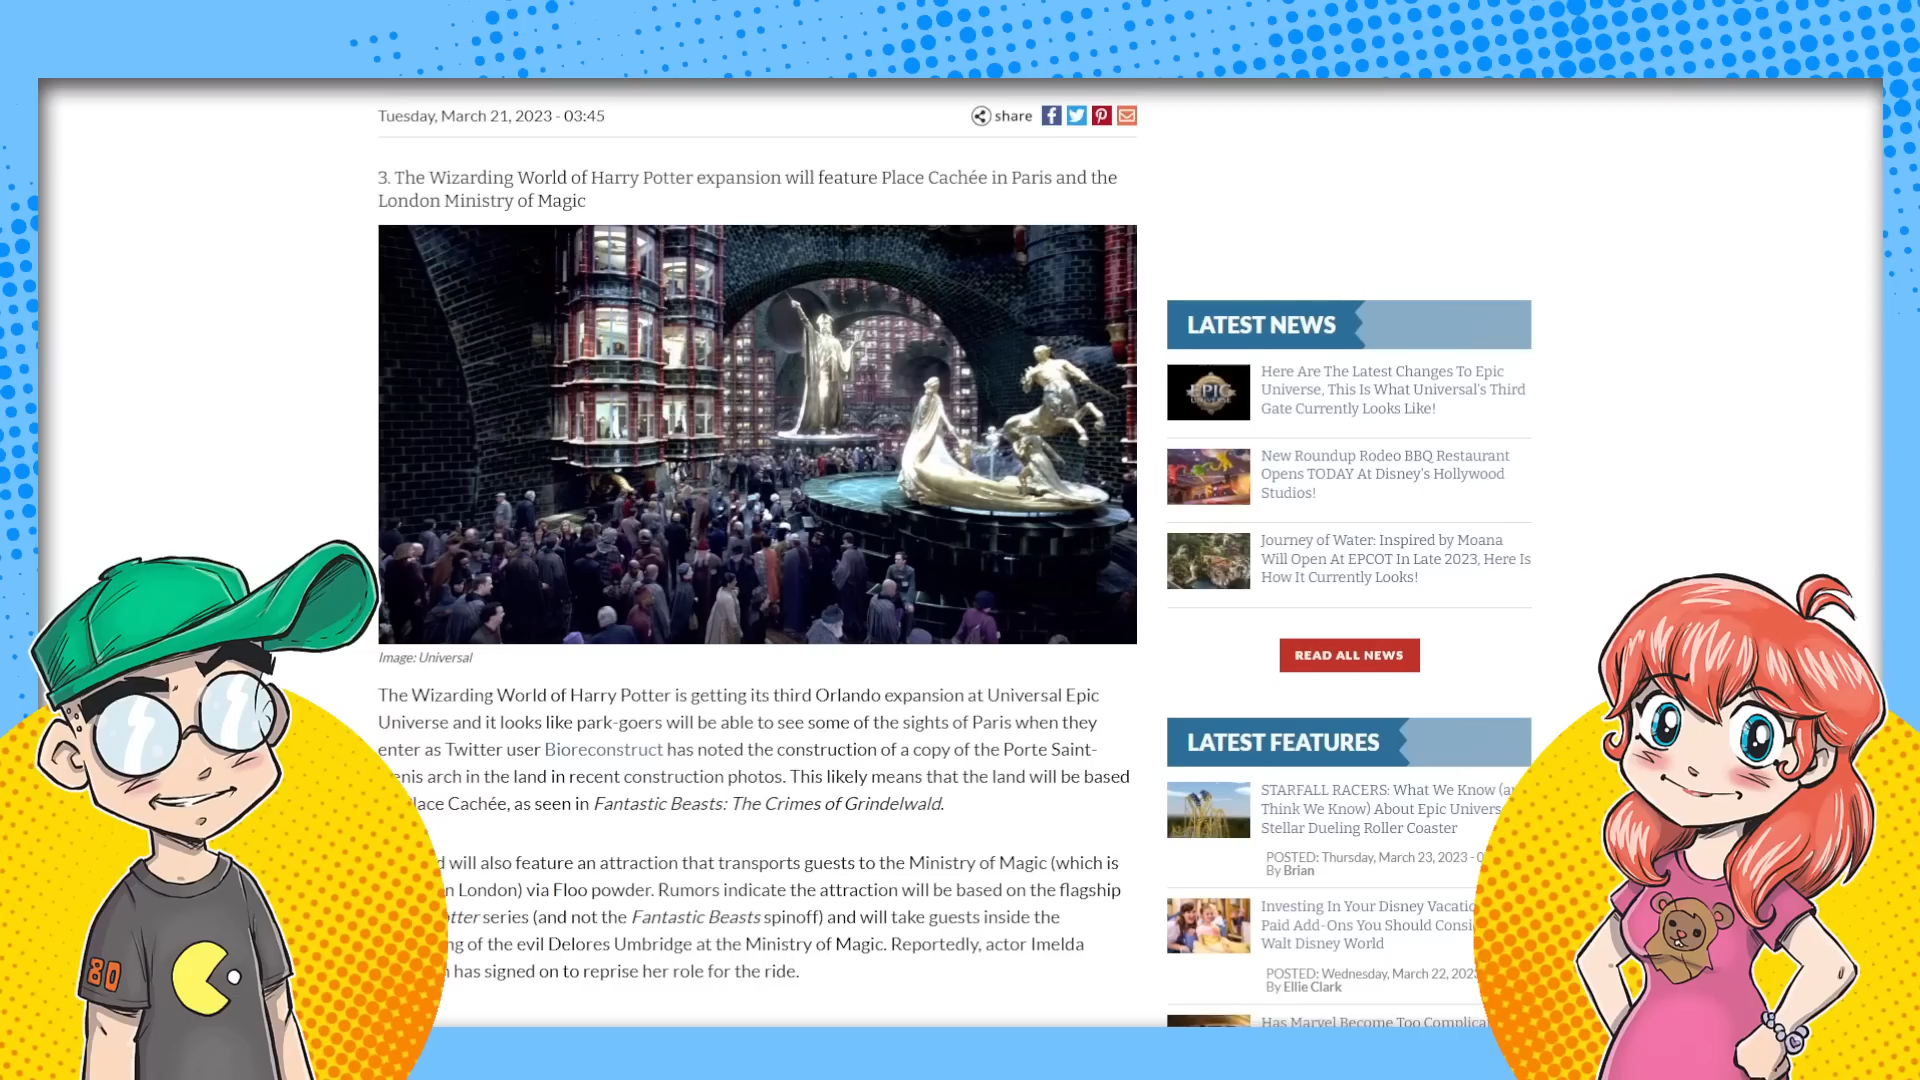 Tuesday, March 21, 2023 - 03:45
share
3. The Wizarding World of Harry Potter expansion will feature Place Cachée in Paris and the
London Ministry of Magic
Image: Universal
The Wizarding World of Harry Potter is getting its third Orlando expansion at Universal Epic
Universe and it looks like park-goers will be able to see some of the sights of Paris when they
enter as Twitter user Bioreconstruct has noted the construction of a copy of the Porte Saint-
enis arch in the land in recent construction photos. This likely means that the land will be based
lace Cachée, as seen in Fantastic Beasts: The Crimes of Grindelwald.
d will also feature an attraction that transports guests to the Ministry of Magic (which is
n London) via Floo powder. Rumors indicate the attraction will be based on the flagship
tter series (and not the Fantastic Beasts spinoff) and will take guests inside the
ng of the evil Delores Umbridge at the Ministry of Magic. Reportedly, actor Imelda
has signed on to reprise her role for the ride.
LATEST NEWS
EPIC
UNIVERSE
Here Are The Latest Changes To Epic
Universe, This Is What Universal's Third
Gate Currently Looks Like!
New Roundup Rodeo BBQ Restaurant
Opens TODAY At Disney's Hollywood
Studios!
Journey of Water: Inspired by Moana
Will Open At EPCOT In Late 2023, Here Is
How It Currently Looks!
READ ALL NEWS
LATEST FEATURES
STARFALL RACERS: What We Know (a
Think We Know) About Epic Univers
Stellar Dueling Roller Coaster
POSTED: Thursday, March 23, 2023 - 0
By Brian
Investing In Your Disney Vacatio
Paid Add-Ons You Should Consi
Walt Disney World
POSTED: Wednesday, March 22, 2023
By Ellie Clark
Has Marvel Become Too Complica
80